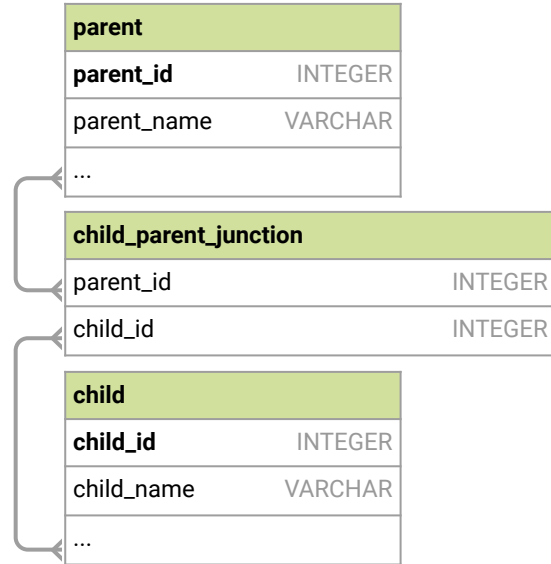 parent
parent_id INTEGER
parent_name VARCHAR
...
child_parent_junction
parent_id INTEGER
child_id INTEGER
child
child_id INTEGER
child_name VARCHAR
...